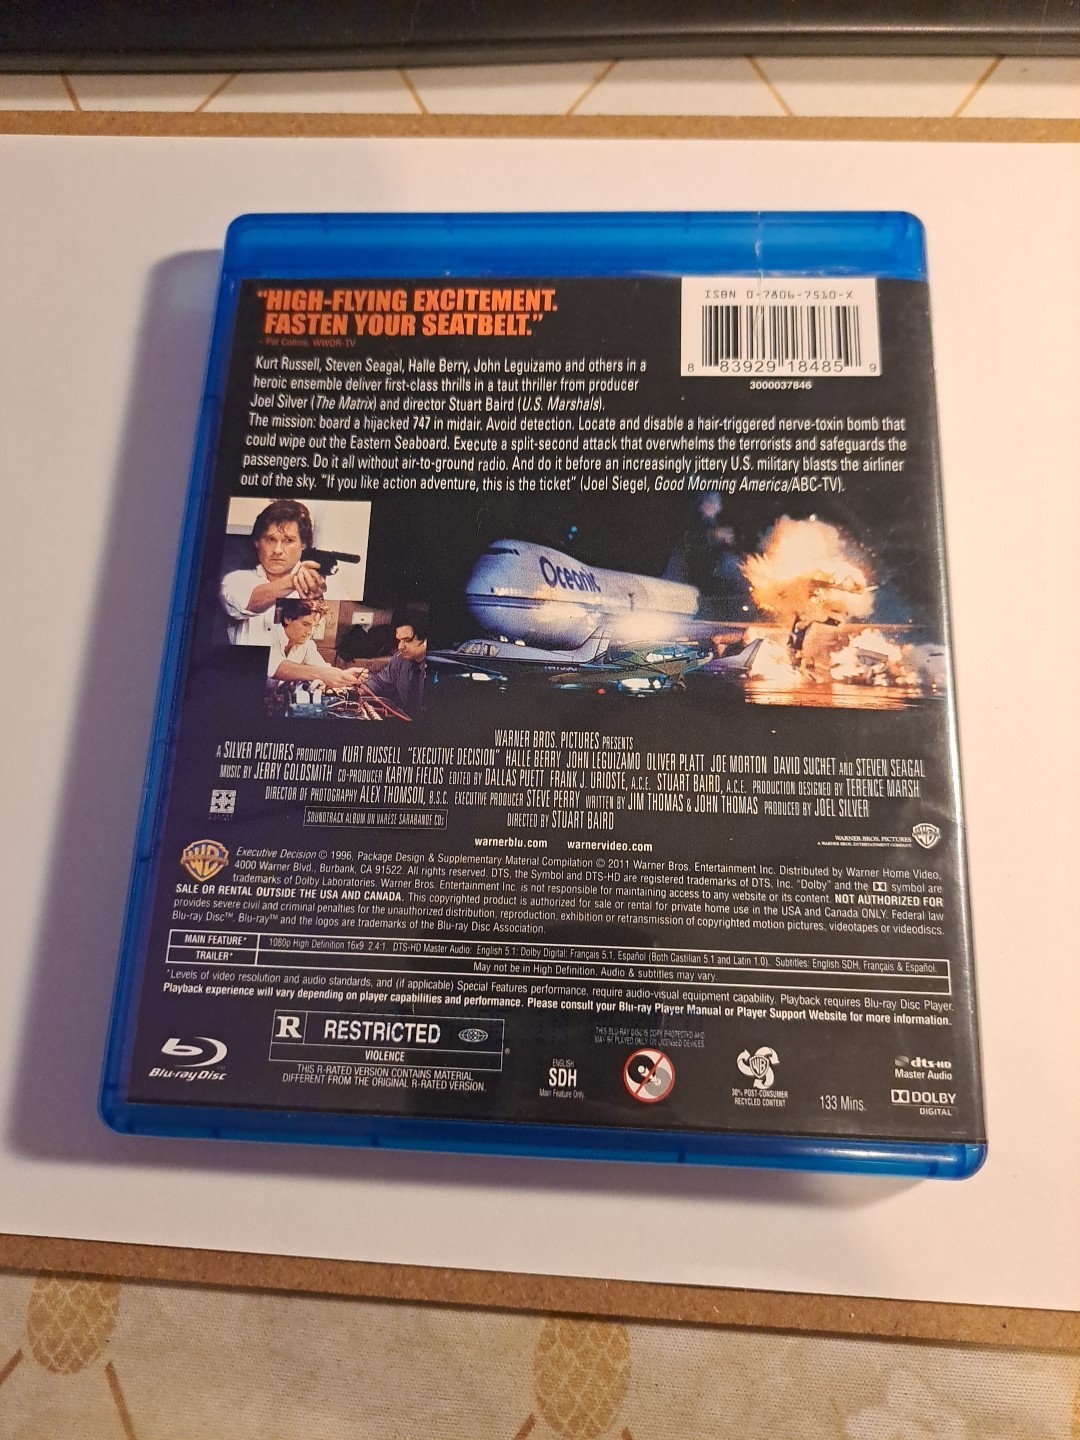 "HIGH-FLYING EXCITEMENT.
FASTEN YOUR SEATBELT."
- Pat Collins, WWOR-TV
ISBN 0-7806-7510-X
8 83929 18485 9
3000037846
Kurt Russell, Steven Seagal, Halle Berry, John Leguizamo and others in a
heroic ensemble deliver first-class thrills in a taut thriller from producer
Joel Silver (The Matrix) and director Stuart Baird (U.S. Marshals).
The mission: board a hijacked 747 in midair. Avoid detection. Locate and disable a hair-triggered nerve-toxin bomb that
could wipe out the Eastern Seaboard. Execute a split-second attack that overwhelms the terrorists and safeguards the
passengers. Do it all without air-to-ground radio. And do it before an increasingly jittery U.S. military blasts the airliner
out of the sky. "If you like action adventure, this is the ticket" (Joel Siegel, Good Morning America/ABC-TV).
Oceanic
WARNER BROS. PICTURES PRESENTS
A SILVER PICTURES PRODUCTION KURT RUSSELL "EXECUTIVE DECISION" HALLE BERRY JOHN LEGUIZAMO OLIVER PLATT JOE MORTON DAVID SUCHET AND STEVEN SEAGAL
MUSIC BY JERRY GOLDSMITH CO-PRODUCER KARYN FIELDS EDITED BY DALLAS PUETT FRANK J. URIOSTE, A.C.E. STUART BAIRD, A.C.E. PRODUCTION DESIGNED BY TERENCE MARSH
DIRECTOR OF PHOTOGRAPHY ALEX THOMSON, B.S.C. EXECUTIVE PRODUCER STEVE PERRY WRITTEN BY JIM THOMAS & JOHN THOMAS PRODUCED BY JOEL SILVER
SOUNDTRACK ALBUM ON VARÈSE SARABANDE CDs
DIRECTED BY STUART BAIRD
warnerblu.com warnervideo.com
WARNER BROS. PICTURES
A WARNER BROS. ENTERTAINMENT COMPANY
Executive Decision © 1996, Package Design & Supplementary Material Compilation © 2011 Warner Bros. Entertainment Inc. Distributed by Warner Home Video,
4000 Warner Blvd., Burbank, CA 91522. All rights reserved. DTS, the Symbol and DTS-HD are registered trademarks of DTS, Inc. "Dolby" and the DD symbol are
trademarks of Dolby Laboratories. Warner Bros. Entertainment Inc. is not responsible for maintaining access to any website or its content. NOT AUTHORIZED FOR
SALE OR RENTAL OUTSIDE THE USA AND CANADA. This copyrighted product is authorized for sale or rental for private home use in the USA and Canada ONLY. Federal law
provides severe civil and criminal penalties for the unauthorized distribution, reproduction, exhibition or retransmission of copyrighted motion pictures, videotapes or videodiscs.
Blu-ray Disc™, Blu-ray™ and the logos are trademarks of the Blu-ray Disc Association.
MAIN FEATURE* 1080p High Definition 16x9 2.4:1. DTS-HD Master Audio: English 5.1; Dolby Digital: Français 5.1, Español (Both Castilian 5.1 and Latin 1.0). Subtitles: English SDH, Français & Español.
TRAILER* May not be in High Definition. Audio & subtitles may vary.
*Levels of video resolution and audio standards, and (if applicable) Special Features performance, require audio-visual equipment capability. Playback requires Blu-ray Disc Player.
Playback experience will vary depending on player capabilities and performance. Please consult your Blu-ray Player Manual or Player Support Website for more information.
R RESTRICTED
VIOLENCE
THIS R-RATED VERSION CONTAINS MATERIAL
DIFFERENT FROM THE ORIGINAL R-RATED VERSION.
Blu-ray Disc
THIS BLU-RAY DISC IS COPY PROTECTED AND
MAY BE PLAYED ONLY ON LICENSED DEVICES.
ENGLISH
SDH
Main Feature Only
30% POST-CONSUMER
RECYCLED CONTENT
133 Mins.
dts-HD
Master Audio
DOLBY
DIGITAL